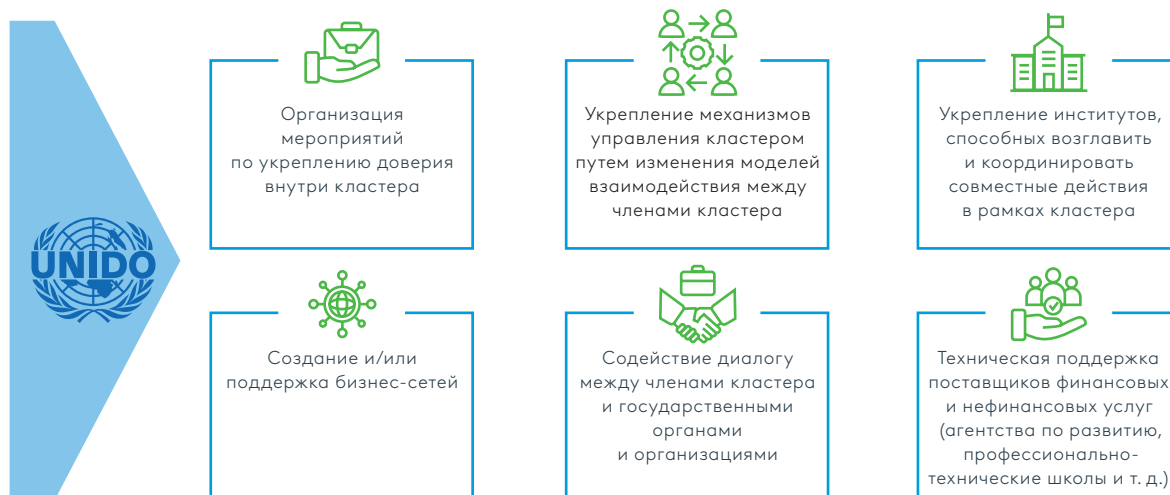 UNIDO
Организация
мероприятий
по укреплению доверия
внутри кластера
Укрепление механизмов
управления кластером
путем изменения моделей
взаимодействия между
членами кластера
Укрепление институтов,
способных возглавить
и координировать
совместные действия
в рамках кластера
Создание и/или
поддержка бизнес-сетей
Содействие диалогу
между членами кластера
и государственными
органами
и организациями
Техническая поддержка
поставщиков финансовых
и нефинансовых услуг
(агентства по развитию,
профессионально-
технические школы и т. д.)